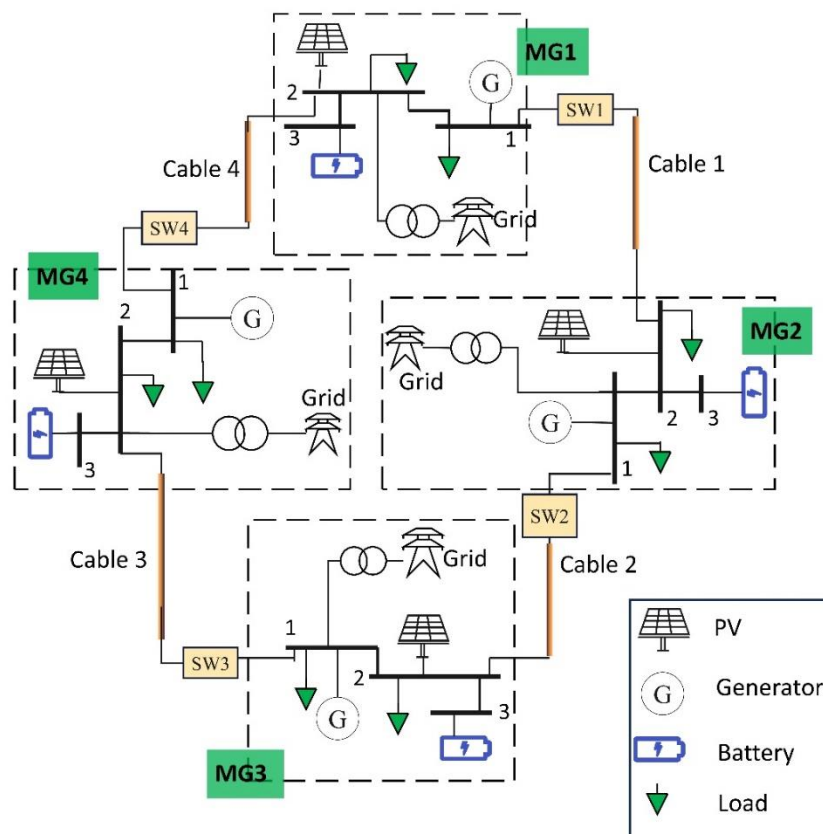 MG1
G
SW1
2
3
1
Cable 4
Cable 1
Grid
SW4
MG4
1
2
G
MG2
Grid
Grid
2
3
G
3
1
SW2
Cable 3
Cable 2
Grid
1
SW3
2
3
G
MG3
PV
G
Generator
Battery
Load